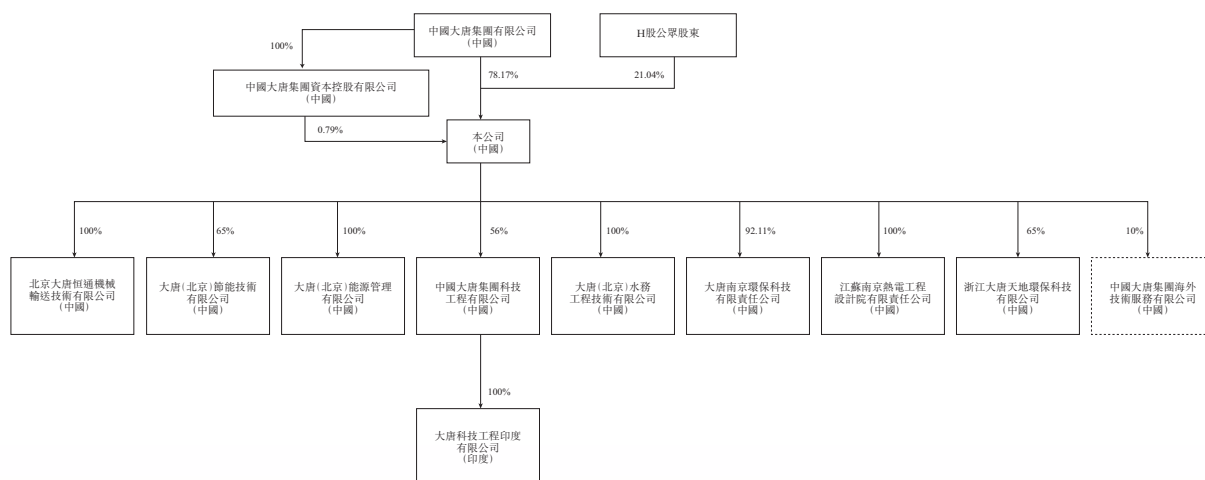 中國大唐集團有限公司
(中國)
H股公眾股東
100%
78.17%
21.04%
中國大唐集團資本控股有限公司
(中國)
0.79%
本公司
(中國)
100%
65%
100%
56%
100%
92.11%
100%
65%
10%
北京大唐恒通機械
輸送技術有限公司
(中國)
大唐(北京)節能技術
有限公司
(中國)
大唐(北京)能源管理
有限公司
(中國)
中國大唐集團科技
工程有限公司
(中國)
大唐(北京)水務
工程技術有限公司
(中國)
大唐南京環保科技
有限責任公司
(中國)
江蘇南京熱電工程
設計院有限責任公司
(中國)
浙江大唐天地環保科技
有限公司
(中國)
中國大唐集團海外
技術服務有限公司
(中國)
100%
大唐科技工程印度
有限公司
(印度)